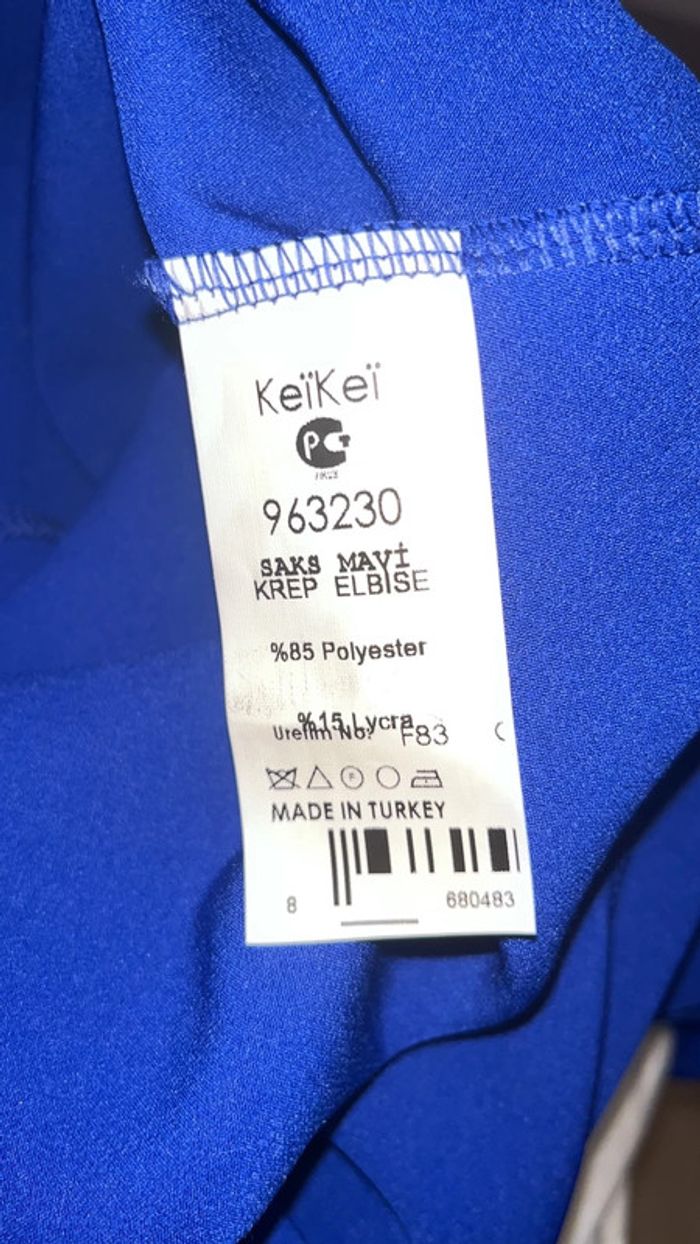 KeïKeï
PCT
963230
SAKS MAVİ
KREP ELBİSE
%85 Polyester
%15 Lycra
Üretim No: F83
MADE IN TURKEY
8 680483